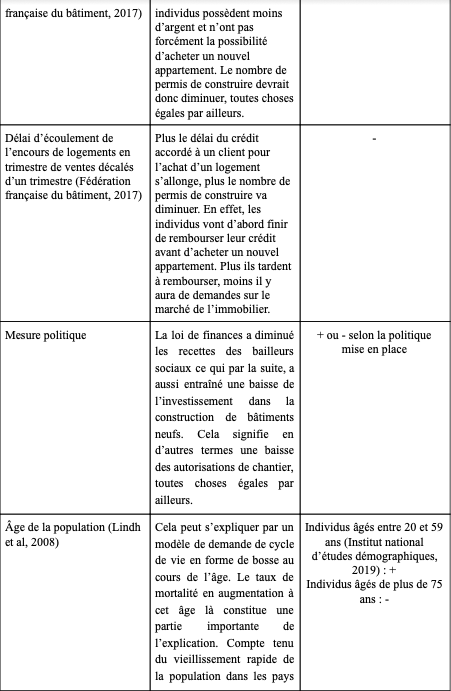 française du bâtiment, 2017)
individus possèdent moins
d'argent et n'ont pas
forcément la possibilité
d'acheter un nouvel
appartement. Le nombre de
permis de construire devrait
donc diminuer, toutes choses
égales par ailleurs.
Délai d'écoulement de
l'encours de logements en
trimestre de ventes décalés
d'un trimestre (Fédération
française du bâtiment, 2017)
Plus le délai du crédit
accordé à un client pour
l'achat d'un logement
s'allonge, plus le nombre de
permis de construire va
diminuer. En effet, les
individus vont d'abord finir
de rembourser leur crédit
avant d'acheter un nouvel
appartement. Plus ils tardent
à rembourser, moins il y
aura de demandes sur le
marché de l'immobilier.
-
Mesure politique
La loi de finances a diminué
les recettes des bailleurs
sociaux ce qui par la suite, a
aussi entraîné une baisse de
l'investissement dans la
construction de bâtiments
neufs. Cela signifie en
d'autres termes une baisse
des autorisations de chantier,
toutes choses égales par
ailleurs.
+ ou - selon la politique
mise en place
Âge de la population (Lindh
et al, 2008)
Cela peut s'expliquer par un
modèle de demande de cycle
de vie en forme de bosse au
cours de l'âge. Le taux de
mortalité en augmentation à
cet âge là constitue une
partie importante de
l'explication. Compte tenu
du vieillissement rapide de
la population dans les pays
Individus âgés entre 20 et 59
ans (Institut national
d'études démographiques,
2019) : +
Individus âgés de plus de 75
ans : -